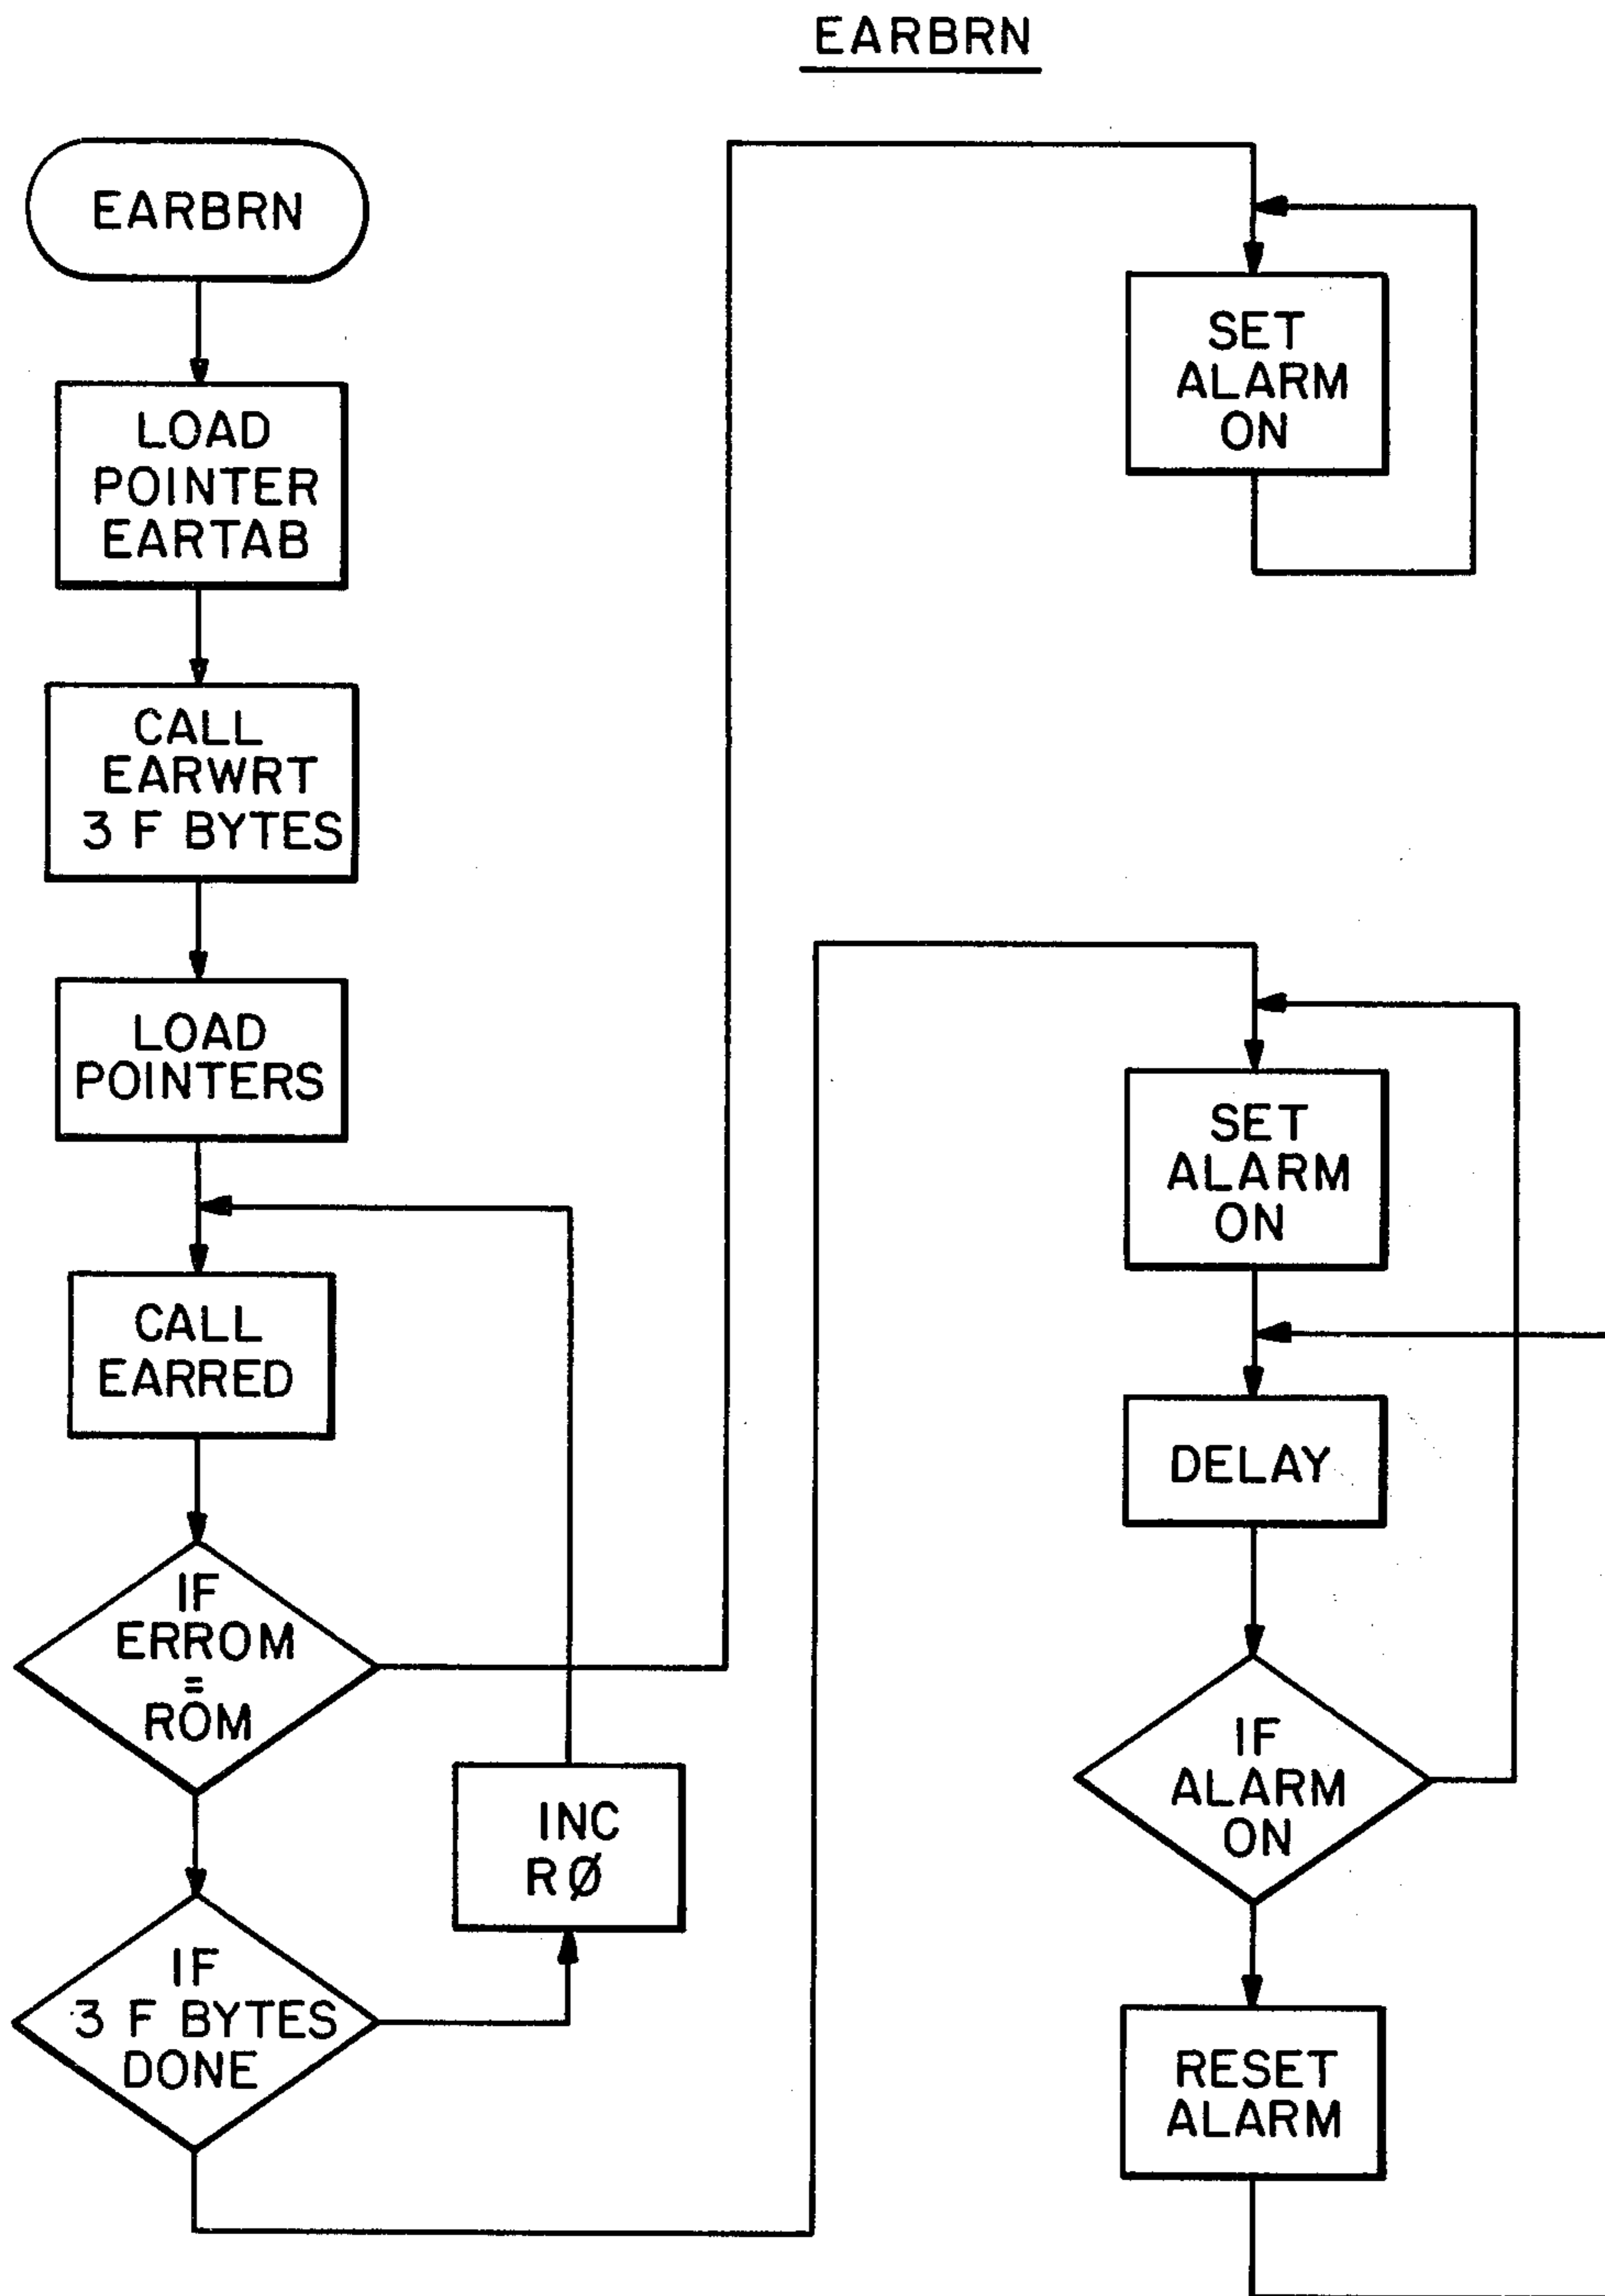 EARBRN
EARBRN
LOAD
POINTER
EARTAB
CALL
EARWRT
3 F BYTES
LOAD
POINTERS
CALL
EARRED
IF
ERROM
=
ROM
IF
3 F BYTES
DONE
INC
RØ
SET
ALARM
ON
SET
ALARM
ON
DELAY
IF
ALARM
ON
RESET
ALARM